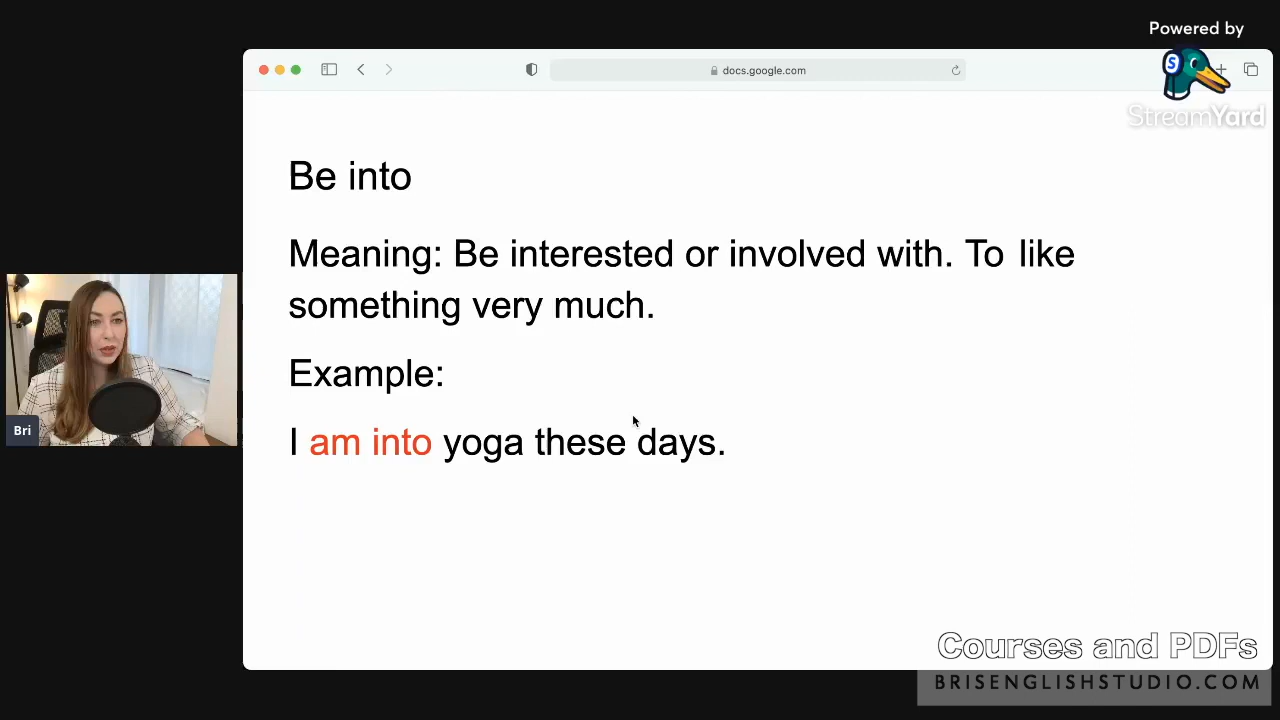 Powered by
StreamYard
docs.google.com
Be into
Meaning: Be interested or involved with. To like
something very much.
Example:
I am into yoga these days.
Bri
Courses and PDFs
BRISENGLISHSTUDIO.COM